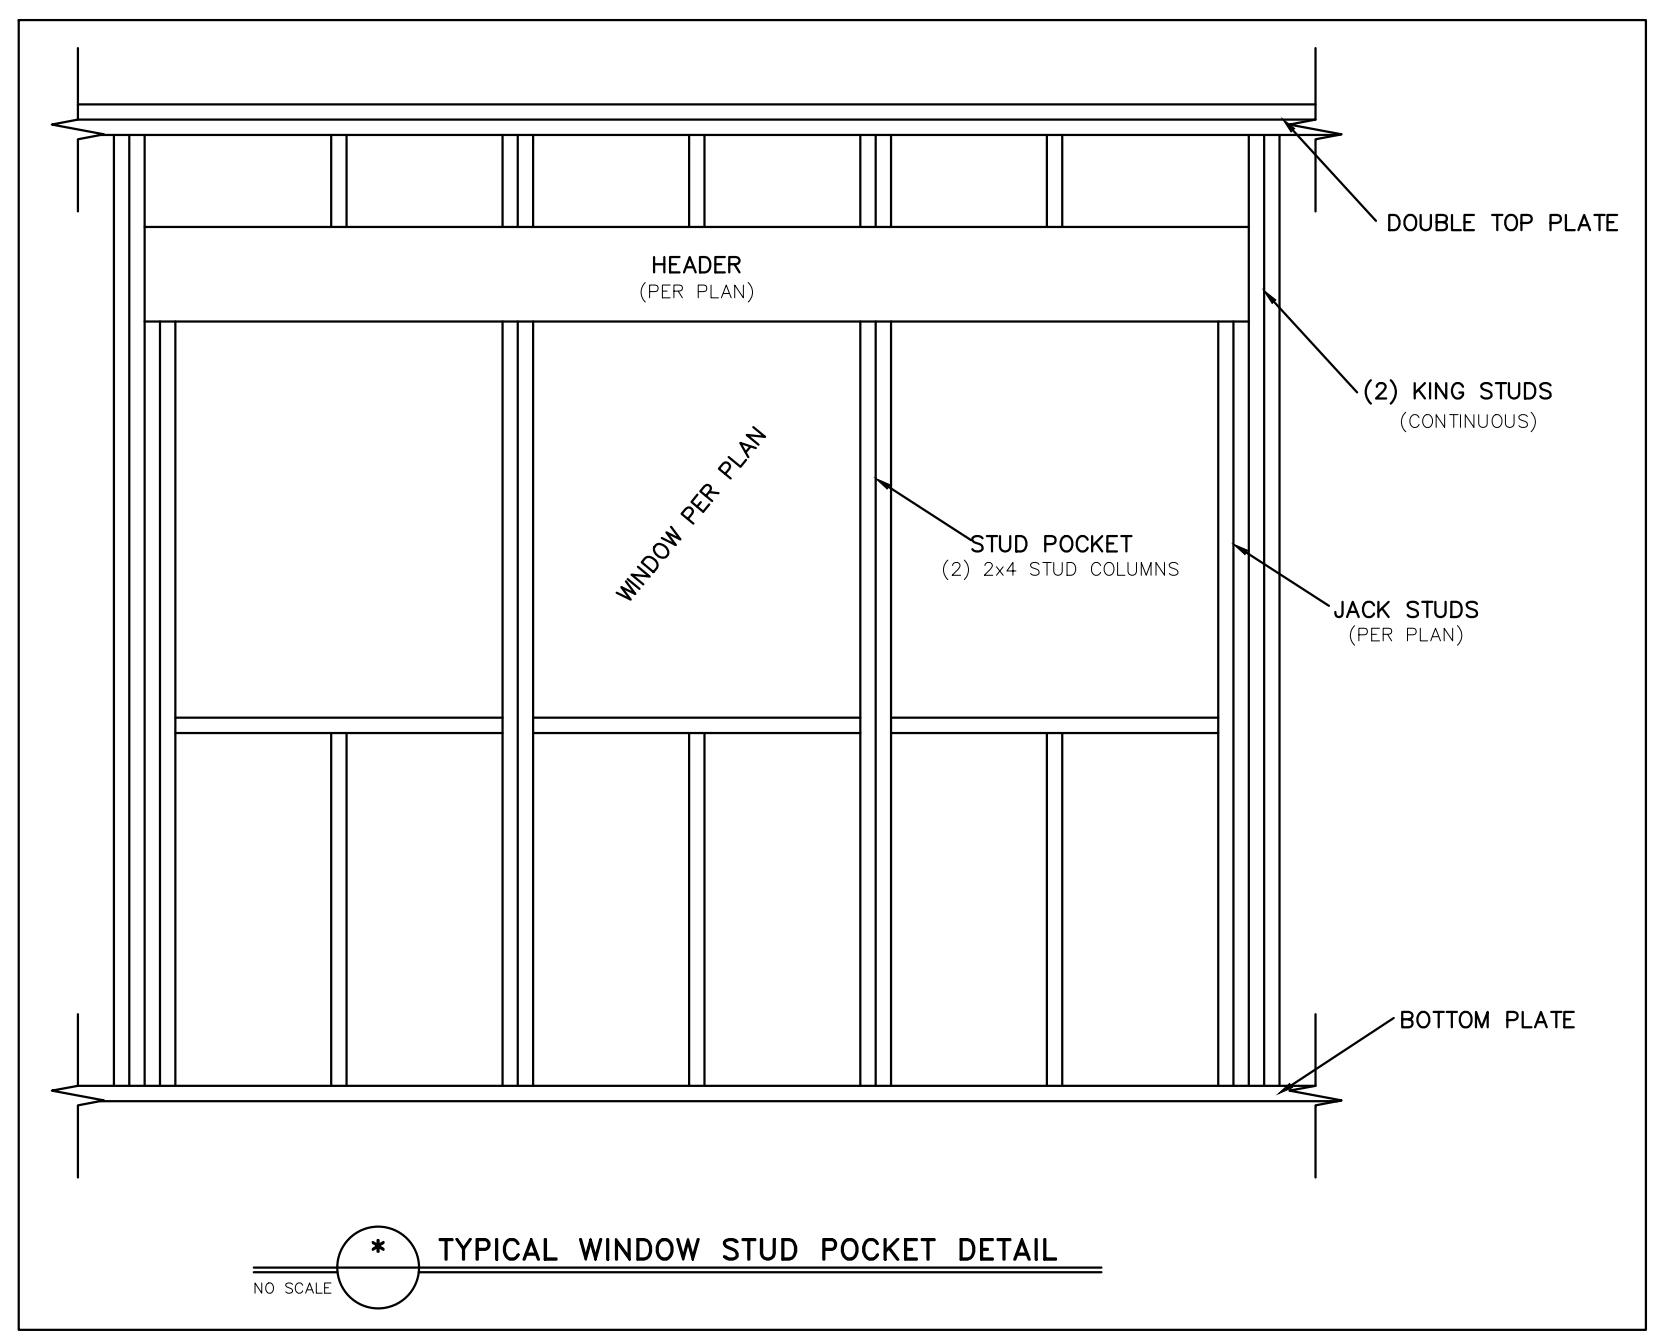 DOUBLE TOP PLATE
HEADER
(PER PLAN)
(2) KING STUDS
(CONTINUOUS)
WINDOW PER PLAN
STUD POCKET
(2) 2x4 STUD COLUMNS
JACK STUDS
(PER PLAN)
BOTTOM PLATE
* TYPICAL WINDOW STUD POCKET DETAIL
NO SCALE